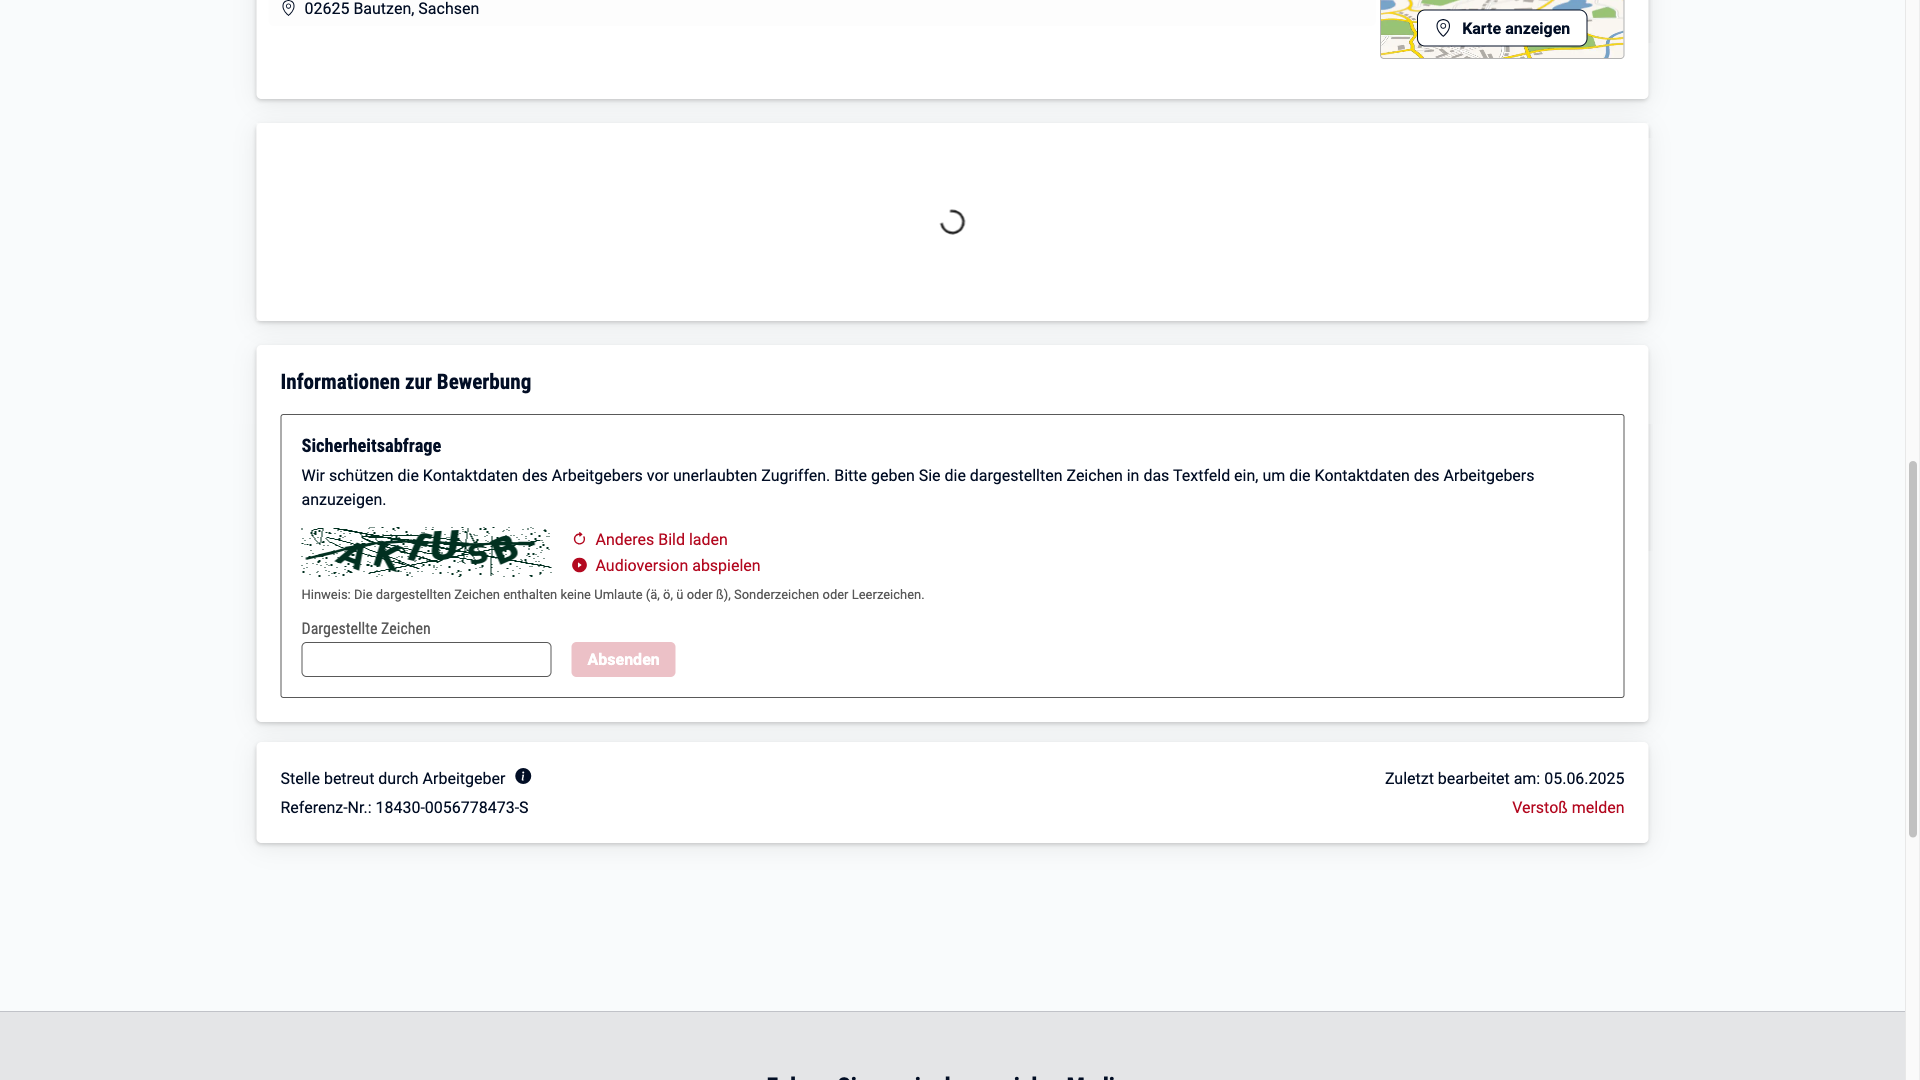 02625 Bautzen, Sachsen
Karte anzeigen
Informationen zur Bewerbung
Sicherheitsabfrage
Wir schützen die Kontaktdaten des Arbeitgebers vor unerlaubten Zugriffen. Bitte geben Sie die dargestellten Zeichen in das Textfeld ein, um die Kontaktdaten des Arbeitgebers
anzuzeigen.
Anderes Bild laden
Audioversion abspielen
Hinweis: Die dargestellten Zeichen enthalten keine Umlaute (ä, ö, ü oder ß), Sonderzeichen oder Leerzeichen.
Dargestellte Zeichen
Absenden
Stelle betreut durch Arbeitgeber
Zuletzt bearbeitet am: 05.06.2025
Referenz-Nr.: 18430-0056778473-S
Verstoß melden